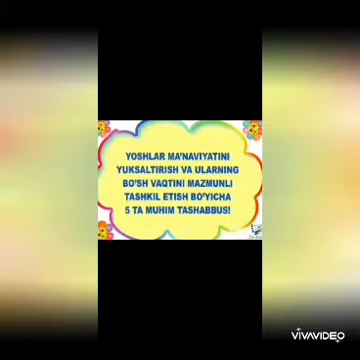 YOSHLAR MA'NAVIYATINI
YUKSALTIRISH VA ULARNING
BO'SH VAQTINI MAZMUNLI
TASHKIL ETISH BO'YICHA
5 TA MUHIM TASHABBUS!
VIVAVIDEO